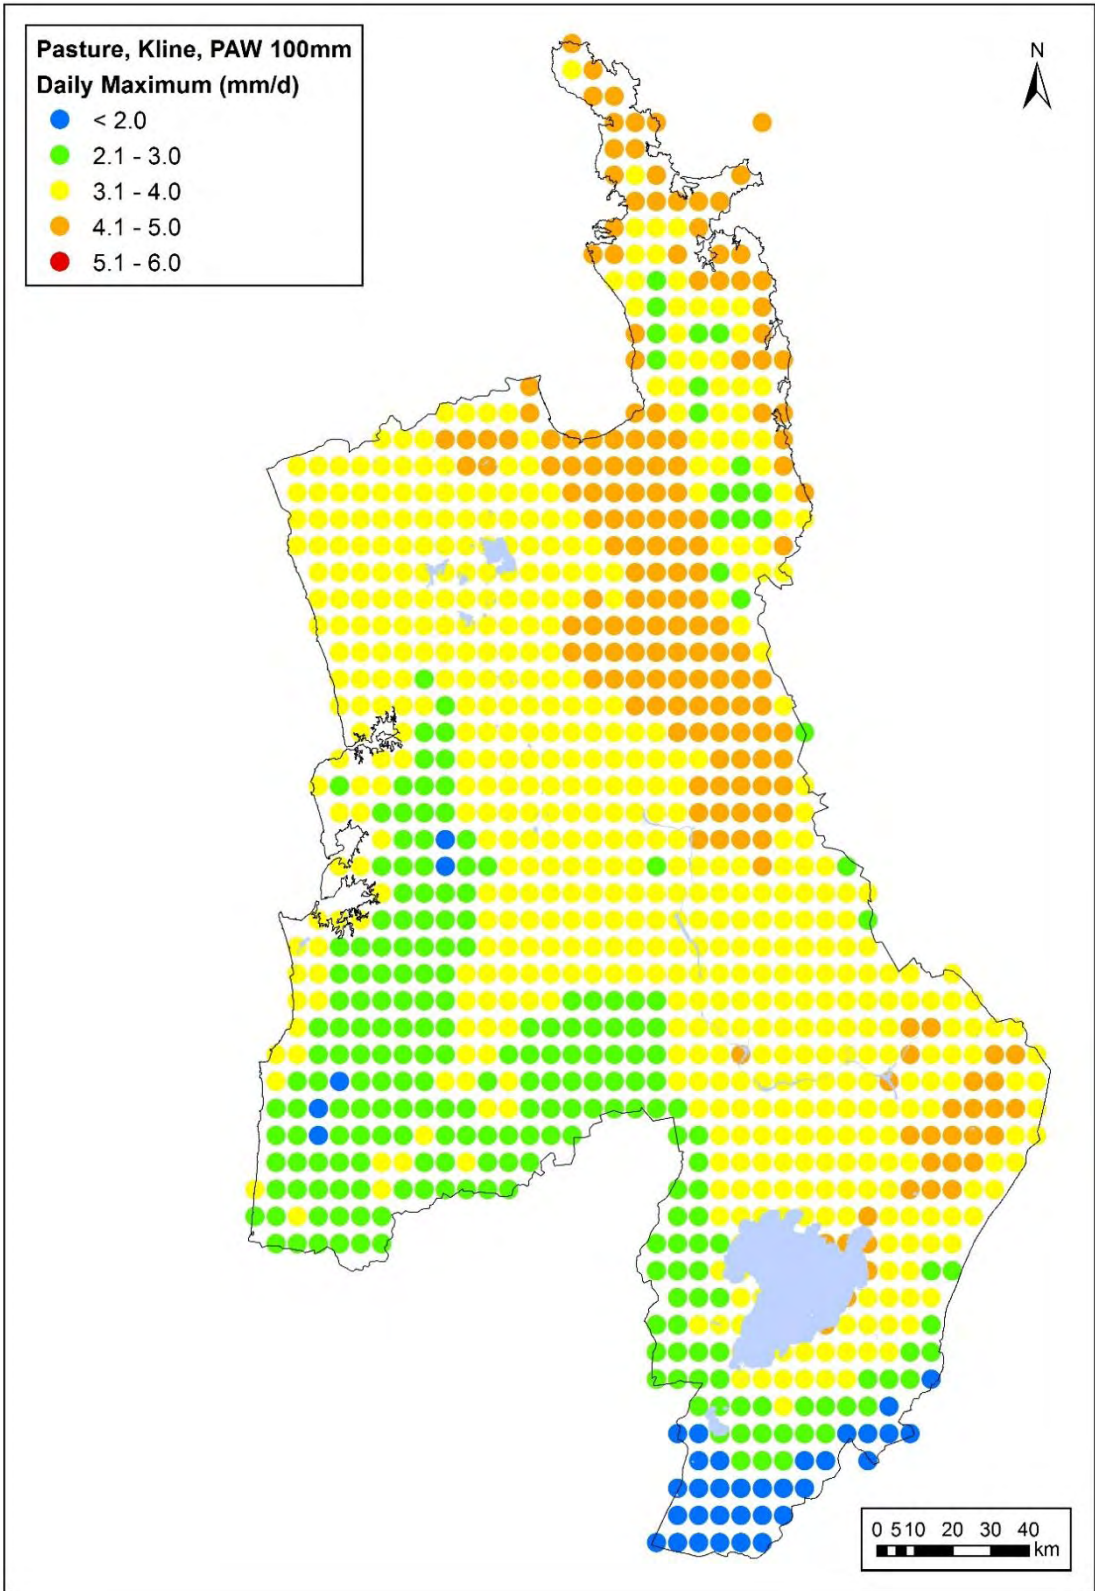 Pasture, Kline, PAW 100mm
Daily Maximum (mm/d)
< 2.0
2.1 - 3.0
3.1 - 4.0
4.1 - 5.0
5.1 - 6.0
N
0 5 10 20 30 40
km